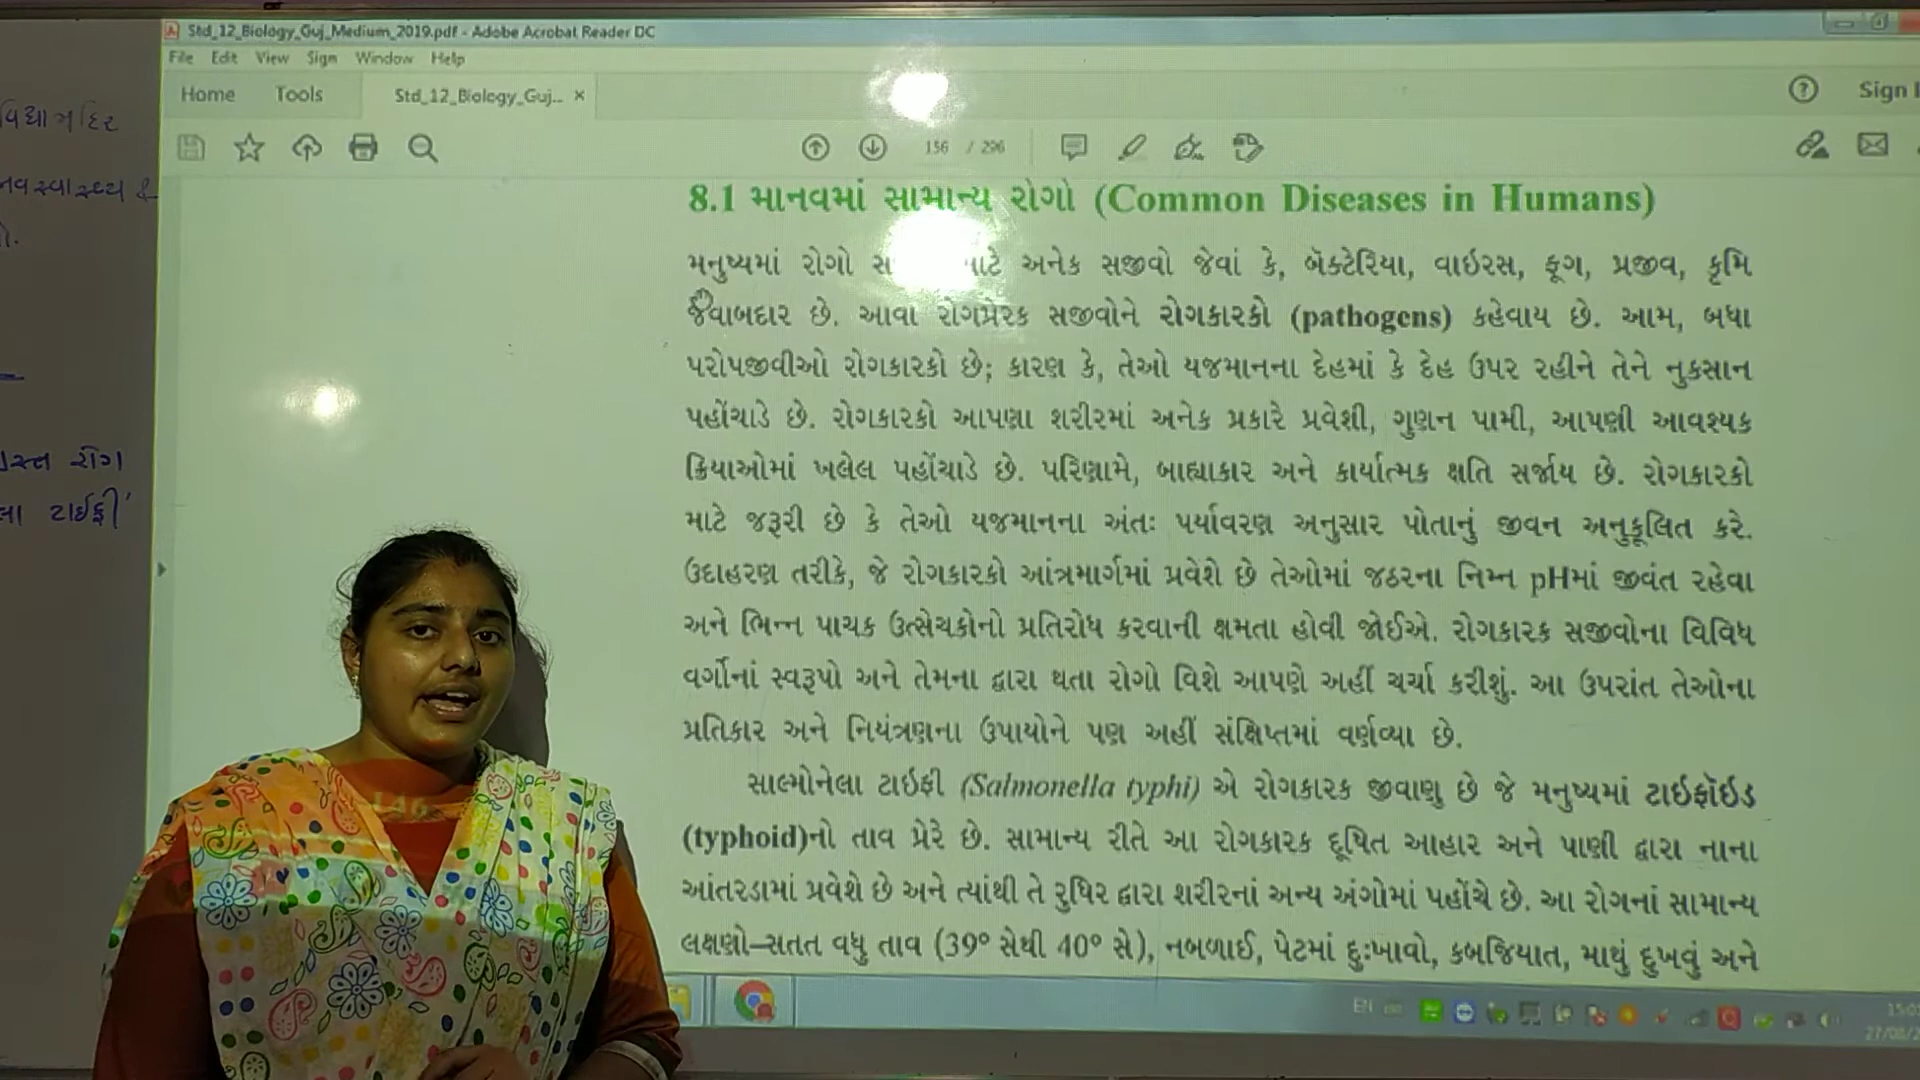 Std_12_Biology_Guj_Medium_2019.pdf - Adobe Acrobat Reader DC
File Edit View Sign Window Help
Home Tools Std_12_Biology_Guj... ×
Sign
156 / 296
8.1 માનવમાં સામાન્ય રોગો (Common Diseases in Humans)
મનુષ્યમાં રોગો અનેક સજીવો જેવાં કે, બૅક્ટેરિયા, વાઇરસ, ફૂગ, પ્રજીવ, કૃમિ
જવાબદાર છે. આવા રોગપ્રેરક સજીવોને રોગકારકો (pathogens) કહેવાય છે. આમ, બધા
પરોપજીવીઓ રોગકારકો છે; કારણ કે, તેઓ યજમાનના દેહમાં કે દેહ ઉપર રહીને તેને નુકસાન
પહોંચાડે છે. રોગકારકો આપણા શરીરમાં અનેક પ્રકારે પ્રવેશી, ગુણન પામી, આપણી આવશ્યક
ક્રિયાઓમાં ખલેલ પહોંચાડે છે. પરિણામે, બાહ્યાકાર અને કાર્યાત્મક ક્ષતિ સર્જાય છે. રોગકારકો
માટે જરૂરી છે કે તેઓ યજમાનના અંતઃ પર્યાવરણ અનુસાર પોતાનું જીવન અનુકૂલિત કરે.
ઉદાહરણ તરીકે, જે રોગકારકો આંત્રમાર્ગમાં પ્રવેશે છે તેઓમાં જઠરના નિમ્ન pHમાં જીવંત રહેવા
અને ભિન્ન પાચક ઉત્સેચકોનો પ્રતિરોધ કરવાની ક્ષમતા હોવી જોઈએ. રોગકારક સજીવોના વિવિધ
વર્ગોનાં સ્વરૂપો અને તેમના દ્વારા થતા રોગો વિશે આપણે અહીં ચર્ચા કરીશું. આ ઉપરાંત તેઓના
પ્રતિકાર અને નિયંત્રણના ઉપાયોને પણ અહીં સંક્ષિપ્તમાં વર્ણવ્યા છે.
સાલ્મોનેલા ટાઇફી (Salmonella typhi) એ રોગકારક જીવાણુ છે જે મનુષ્યમાં ટાઇફૉઇડ
(typhoid)નો તાવ પ્રેરે છે. સામાન્ય રીતે આ રોગકારક દૂષિત આહાર અને પાણી દ્વારા નાના
આંતરડામાં પ્રવેશે છે અને ત્યાંથી તે રુધિર દ્વારા શરીરનાં અન્ય અંગોમાં પહોંચે છે. આ રોગનાં સામાન્ય
લક્ષણો–સતત વધુ તાવ (39° સેથી 40° સે), નબળાઈ, પેટમાં દુઃખાવો, કબજિયાત, માથું દુખવું અને
EN
રોગ
ટાઈફી